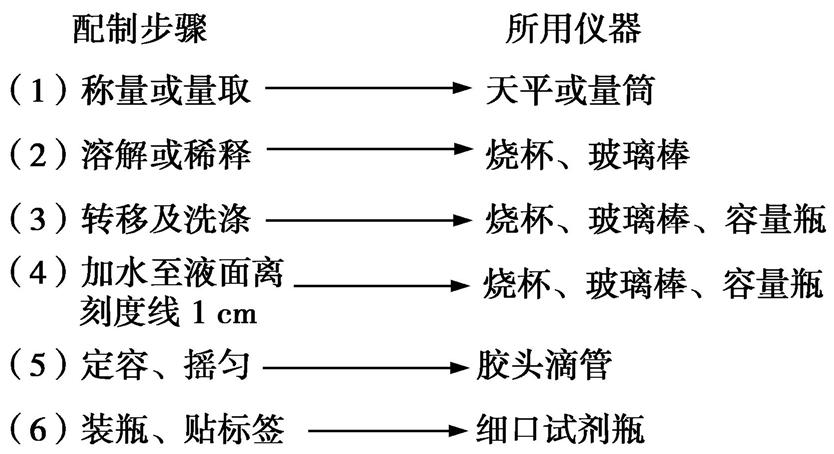 配制步骤 所用仪器
（1）称量或量取 天平或量筒
（2）溶解或稀释 烧杯、玻璃棒
（3）转移及洗涤 烧杯、玻璃棒、容量瓶
（4）加水至液面离 烧杯、玻璃棒、容量瓶
刻度线 1 cm
（5）定容、摇匀 胶头滴管
（6）装瓶、贴标签 细口试剂瓶